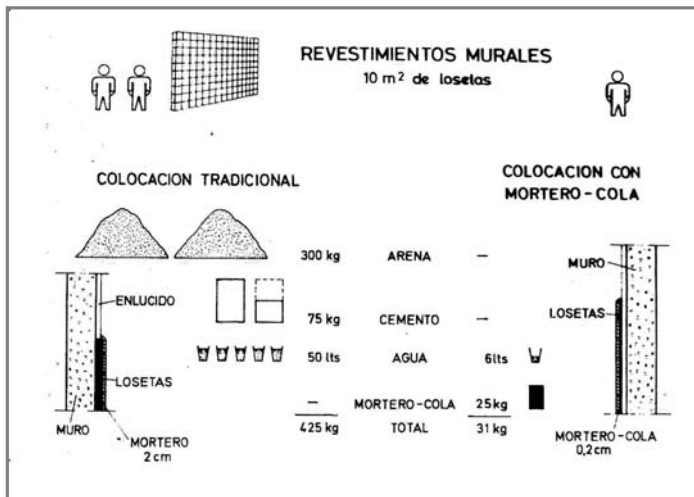 REVESTIMIENTOS MURALES
10 m² de losetas
COLOCACION TRADICIONAL
COLOCACION CON
MORTERO-COLA
300 kg ARENA —
MURO
ENLUCIDO
LOSETAS
75 kg CEMENTO —
50 lts AGUA 6lts
LOSETAS
— MORTERO-COLA 25 kg
MURO
425 kg TOTAL 31 kg
MORTERO
2 cm
MORTERO-COLA
0,2 cm